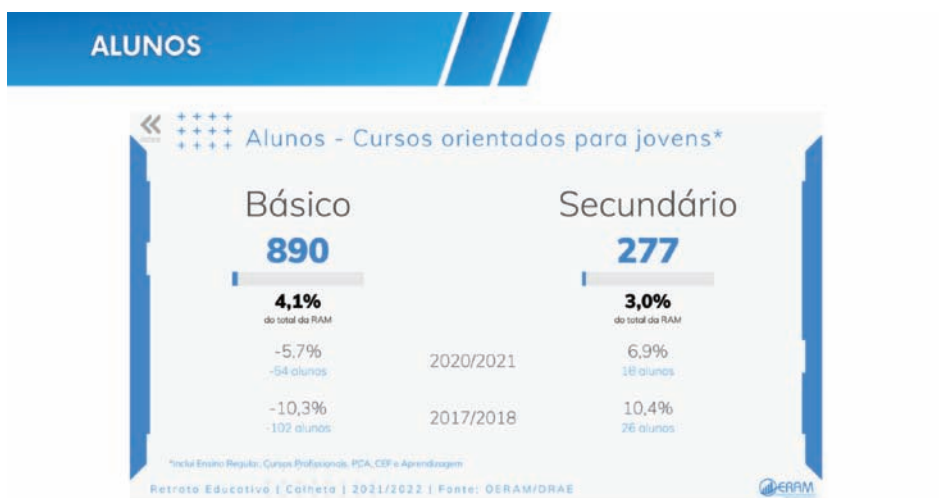 ALUNOS
Alunos - Cursos orientados para jovens*
Básico
Secundário
890
277
4,1%
3,0%
do total da RAM
do total da RAM
-5,7%
2020/2021
6,9%
-54 alunos
18 alunos
-10,3%
2017/2018
10,4%
-102 alunos
26 alunos
*Inclui Ensino Regular, Cursos Profissionais, PCA, CEF e Aprendizagem
Retrato Educativo | Calheta | 2021/2022 | Fonte: OERAM/DRAE
OERAM